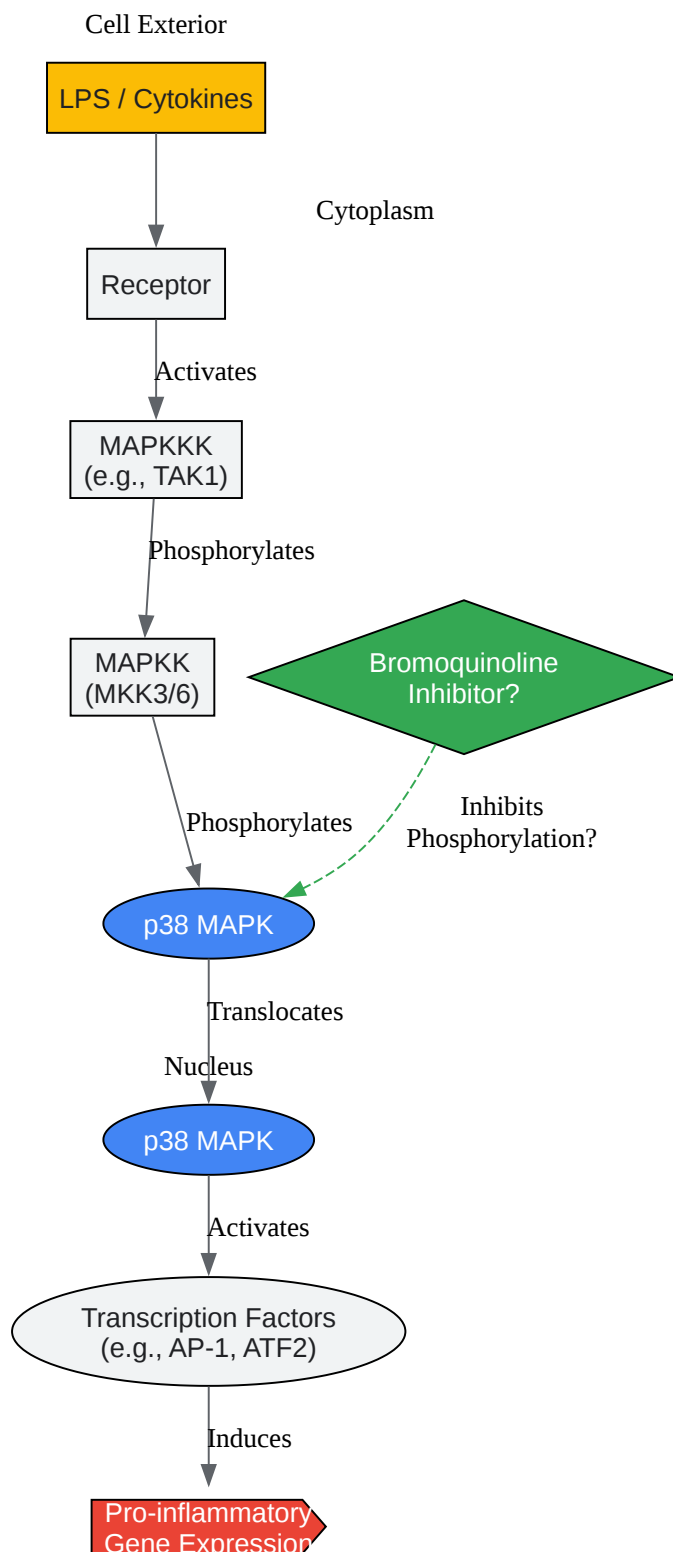 Cell Exterior
LPS / Cytokines
Cytoplasm
Receptor
Activates
MAPKKK
(e.g., TAK1)
Phosphorylates
MAPKK
(MKK3/6)
Bromoquinoline
Inhibitor?
Phosphorylates
Inhibits
Phosphorylation?
p38 MAPK
Translocates
Nucleus
p38 MAPK
Activates
Transcription Factors
(e.g., AP-1, ATF2)
Induces
Pro-inflammatory
Gene Expression